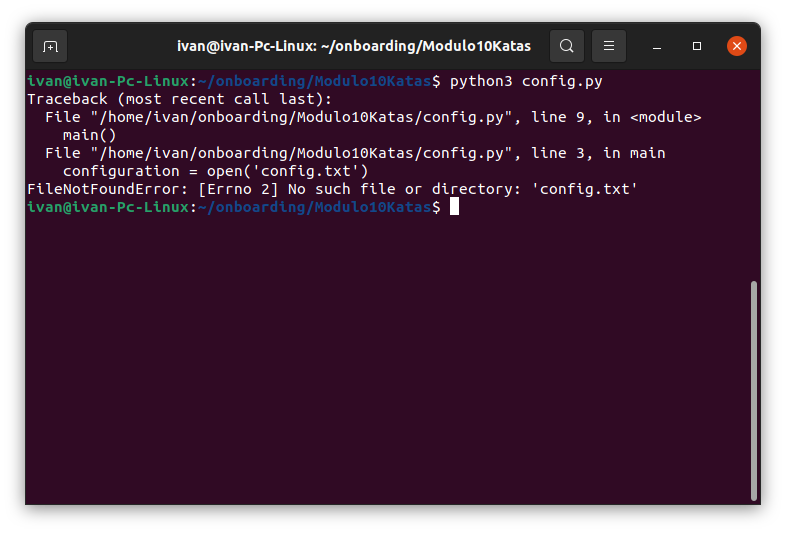 ivan@ivan-Pc-Linux: ~/onboarding/Modulo10Katas
ivan@ivan-Pc-Linux:~/onboarding/Modulo10Katas$ python3 config.py
Traceback (most recent call last):
  File "/home/ivan/onboarding/Modulo10Katas/config.py", line 9, in <module>
    main()
  File "/home/ivan/onboarding/Modulo10Katas/config.py", line 3, in main
    configuration = open('config.txt')
FileNotFoundError: [Errno 2] No such file or directory: 'config.txt'
ivan@ivan-Pc-Linux:~/onboarding/Modulo10Katas$